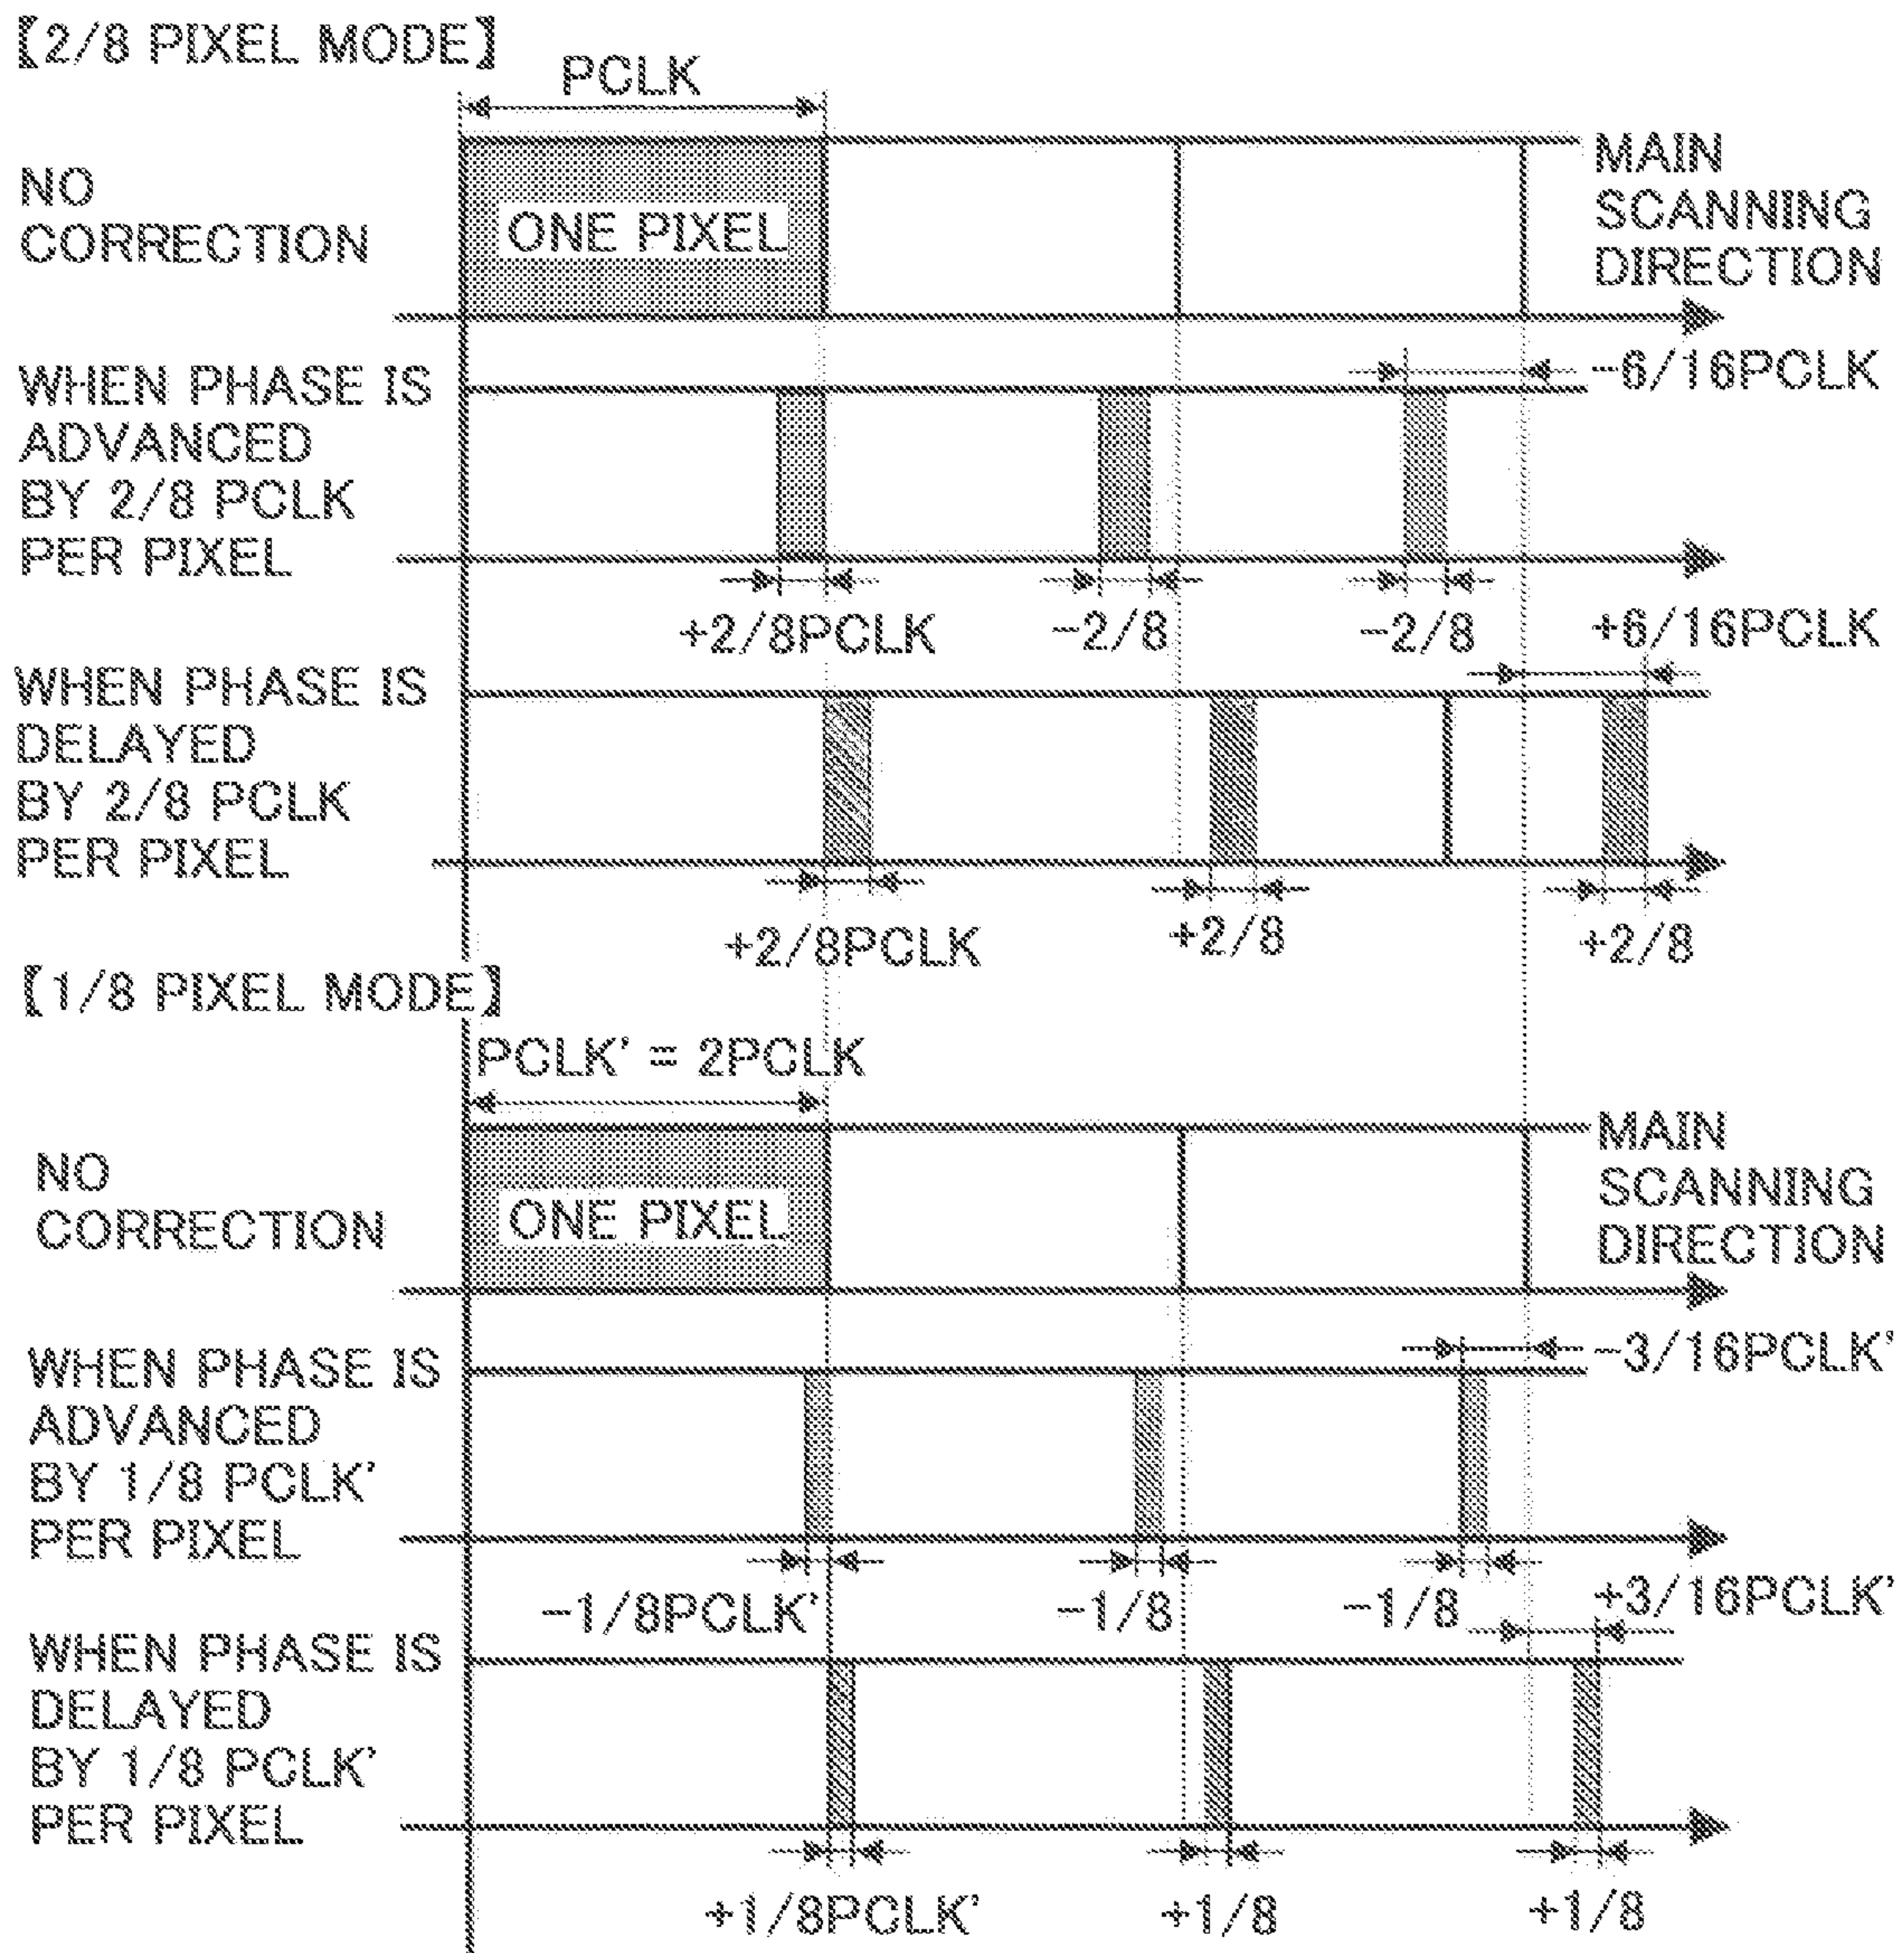 【2/8 PIXEL MODE】
PCLK
NO
CORRECTION
ONE PIXEL
MAIN
SCANNING
DIRECTION
WHEN PHASE IS
ADVANCED
BY 2/8 PCLK
PER PIXEL
-6/16PCLK
+2/8PCLK
-2/8
-2/8
+6/16PCLK
WHEN PHASE IS
DELAYED
BY 2/8 PCLK
PER PIXEL
+2/8PCLK
+2/8
+2/8
【1/8 PIXEL MODE】
PCLK' = 2PCLK
NO
CORRECTION
ONE PIXEL
MAIN
SCANNING
DIRECTION
WHEN PHASE IS
ADVANCED
BY 1/8 PCLK'
PER PIXEL
-3/16PCLK'
-1/8PCLK'
-1/8
-1/8
+3/16PCLK'
WHEN PHASE IS
DELAYED
BY 1/8 PCLK'
PER PIXEL
+1/8PCLK'
+1/8
+1/8